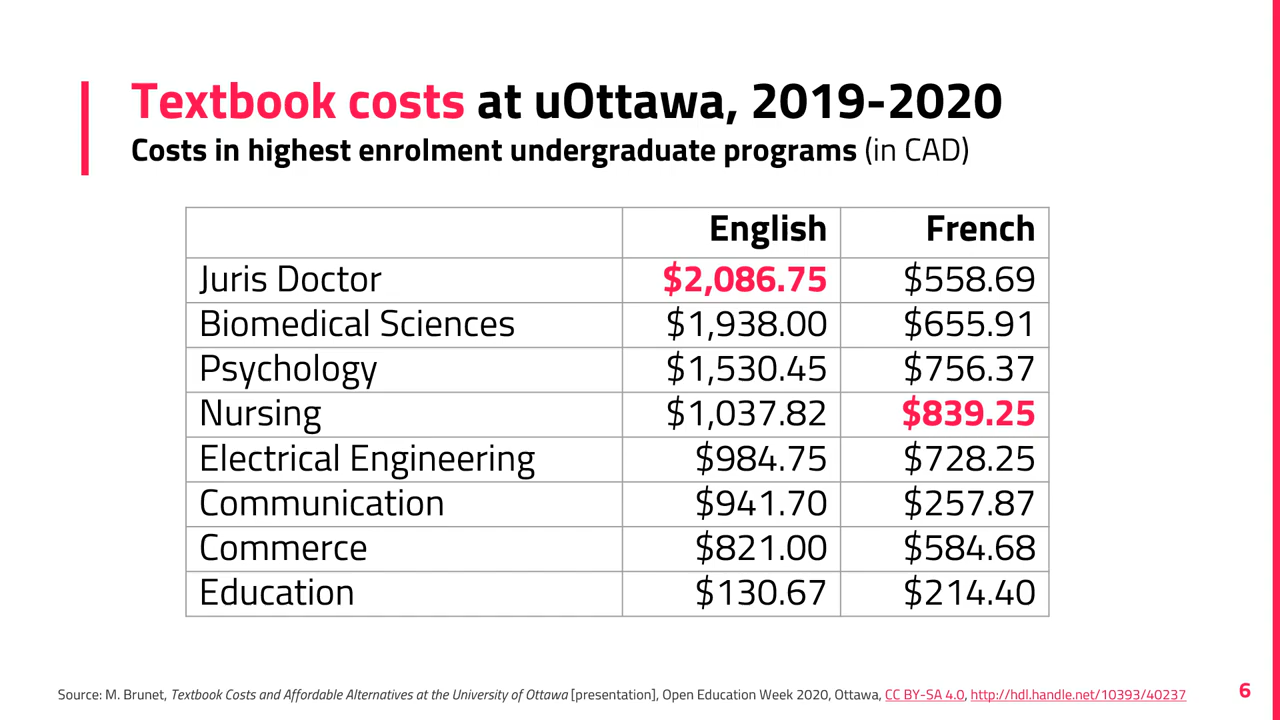 Textbook costs at uOttawa, 2019-2020
Costs in highest enrolment undergraduate programs (in CAD)
English French
Juris Doctor $2,086.75 $558.69
Biomedical Sciences $1,938.00 $655.91
Psychology $1,530.45 $756.37
Nursing $1,037.82 $839.25
Electrical Engineering $984.75 $728.25
Communication $941.70 $257.87
Commerce $821.00 $584.68
Education $130.67 $214.40
Source: M. Brunet, Textbook Costs and Affordable Alternatives at the University of Ottawa [presentation], Open Education Week 2020, Ottawa, CC BY-SA 4.0, http://hdl.handle.net/10393/40237
6